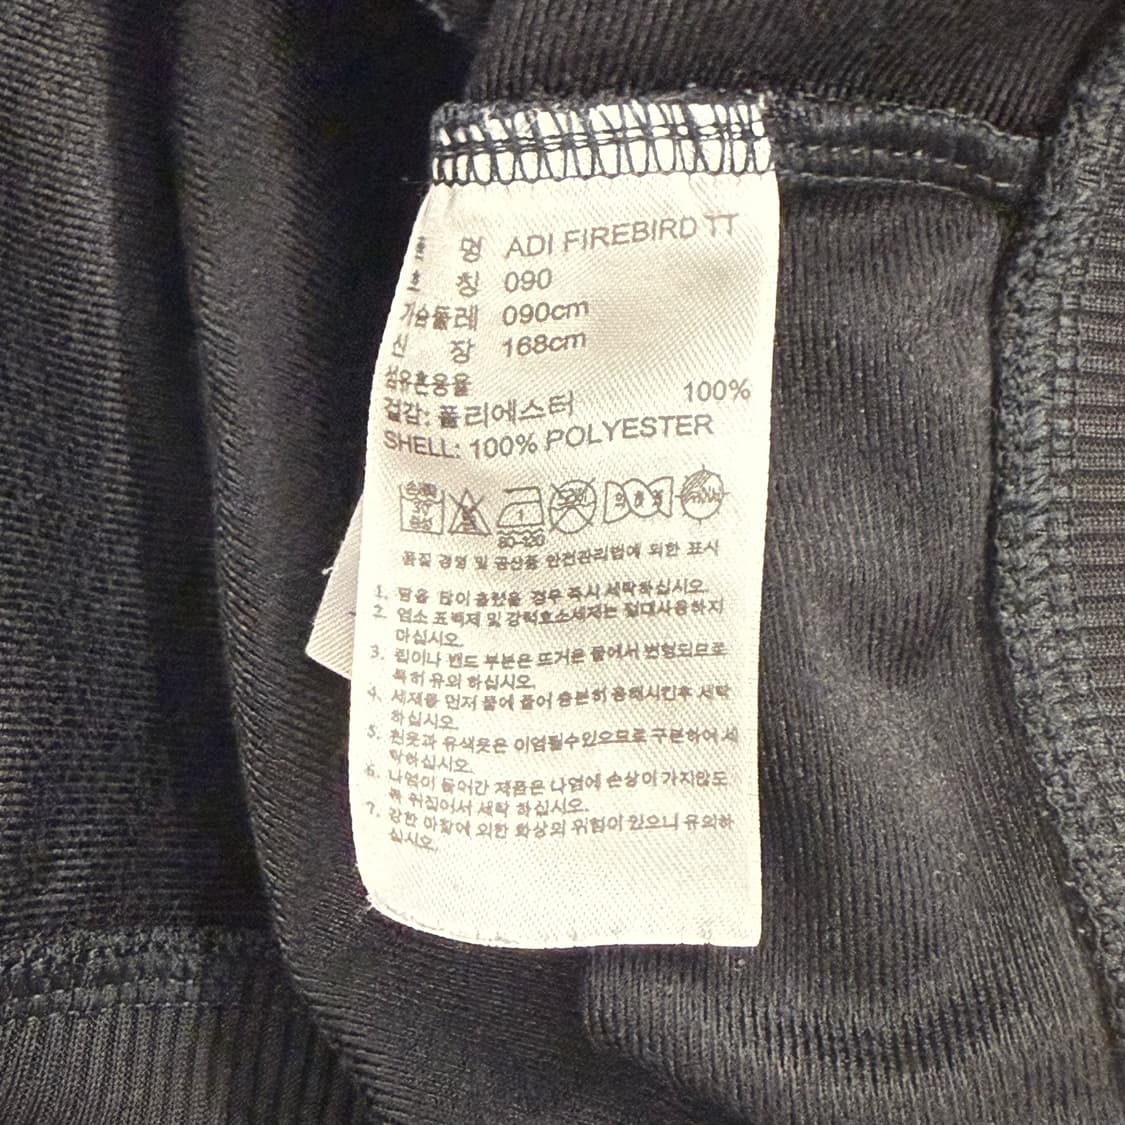 품 명 ADI FIREBIRD TT
호 칭 090
가슴둘레 090cm
신 장 168cm
섬유혼용율
겉감: 폴리에스터 100%
SHELL: 100% POLYESTER
80~120
품질 경영 및 공산품 안전관리법에 의한 표시
1. 땀을 많이 흘렸을 경우 즉시 세탁하십시오.
2. 염소 표백제 및 강력효소세제는 절대사용하지
마십시오.
3. 립이나 밴드 부분은 뜨거운 물에서 변형되므로
특히 유의 하십시오.
4. 세제를 먼저 물에 풀어 충분히 용해시킨후 세탁
하십시오.
5. 흰옷과 유색옷은 이염될수있으므로 구분하여 세
탁하십시오.
6. 나염이 들어간 제품은 나염에 손상이 가지않도
록 뒤집어서 세탁 하십시오.
7. 강한 마찰에 의한 화상의 위험이 있으니 유의하
십시오.